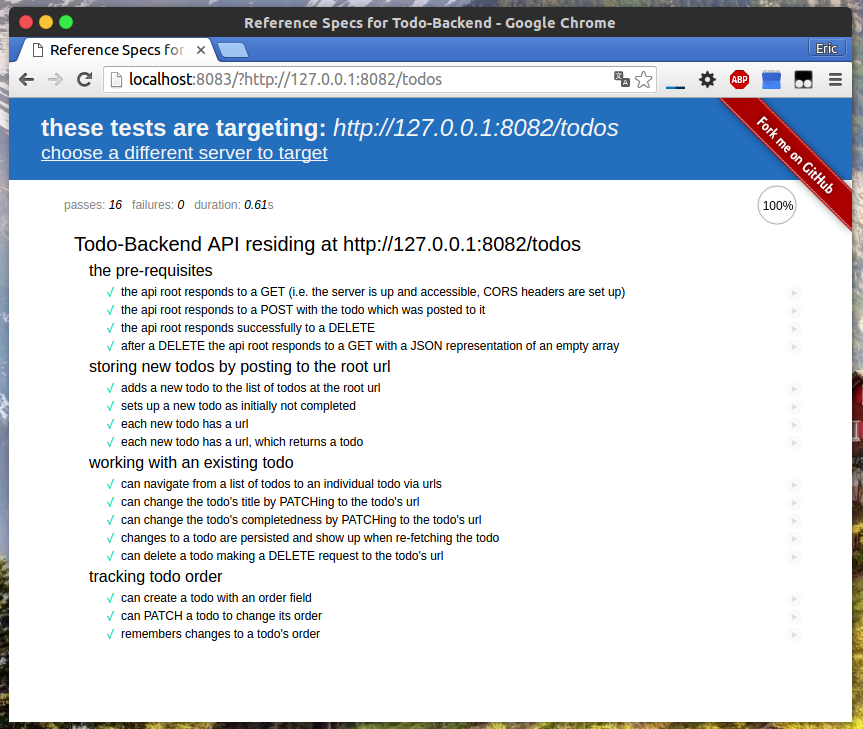 Reference Specs for Todo-Backend - Google Chrome
Reference Specs for
Eric
localhost:8083/?http://127.0.0.1:8082/todos
ABP
these tests are targeting: http://127.0.0.1:8082/todos
choose a different server to target
Fork me on GitHub
passes: 16 failures: 0 duration: 0.61s
100%
Todo-Backend API residing at http://127.0.0.1:8082/todos
the pre-requisites
✓ the api root responds to a GET (i.e. the server is up and accessible, CORS headers are set up)
✓ the api root responds to a POST with the todo which was posted to it
✓ the api root responds successfully to a DELETE
✓ after a DELETE the api root responds to a GET with a JSON representation of an empty array
storing new todos by posting to the root url
✓ adds a new todo to the list of todos at the root url
✓ sets up a new todo as initially not completed
✓ each new todo has a url
✓ each new todo has a url, which returns a todo
working with an existing todo
✓ can navigate from a list of todos to an individual todo via urls
✓ can change the todo's title by PATCHing to the todo's url
✓ can change the todo's completedness by PATCHing to the todo's url
✓ changes to a todo are persisted and show up when re-fetching the todo
✓ can delete a todo making a DELETE request to the todo's url
tracking todo order
✓ can create a todo with an order field
✓ can PATCH a todo to change its order
✓ remembers changes to a todo's order